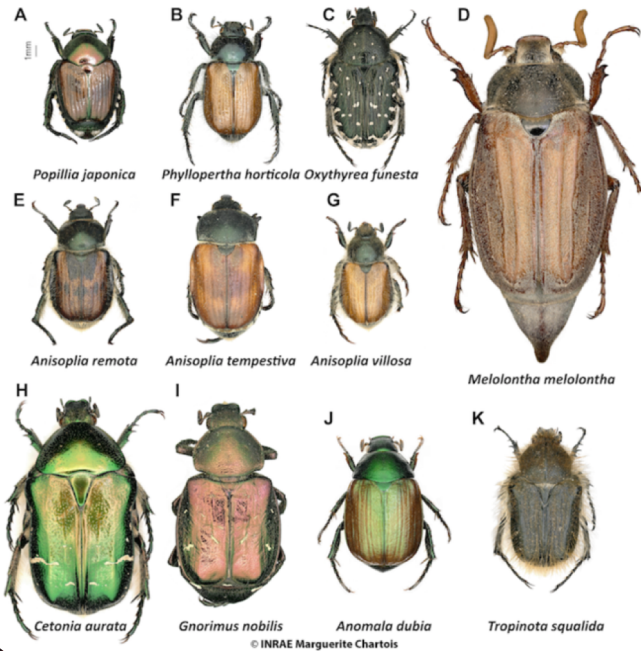 A
B
C
D
1mm
Popillia japonica
Phyllopertha horticola
Oxythyrea funesta
E
F
G
Anisoplia remota
Anisoplia tempestiva
Anisoplia villosa
Melolontha melolontha
H
I
J
K
Cetonia aurata
Gnorimus nobilis
Anomala dubia
Tropinota squalida
© INRAE Marguerite Chartois